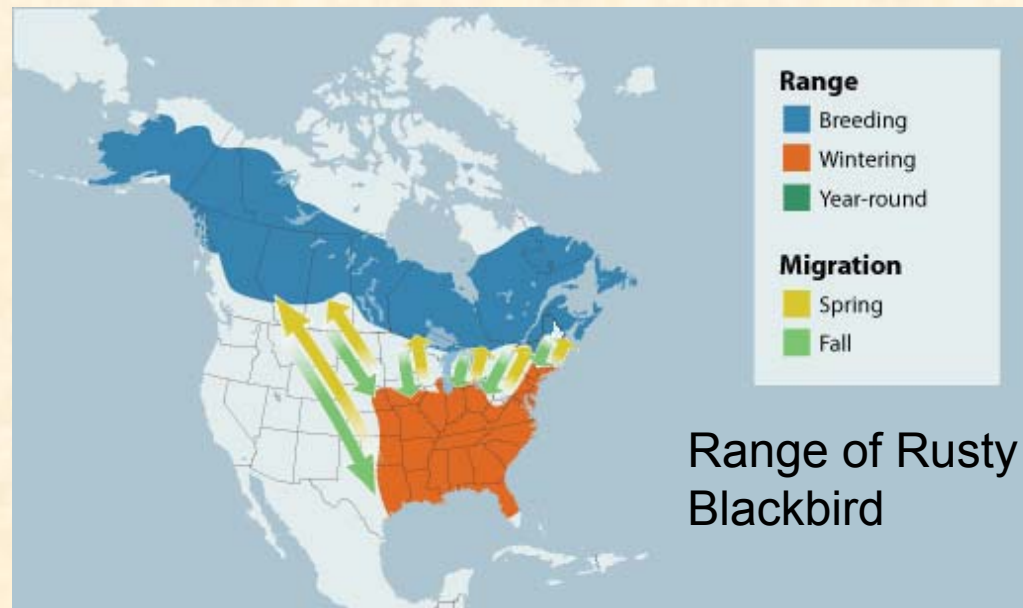 Range
Breeding
Wintering
Year-round
Migration
Spring
Fall
Range of Rusty
Blackbird